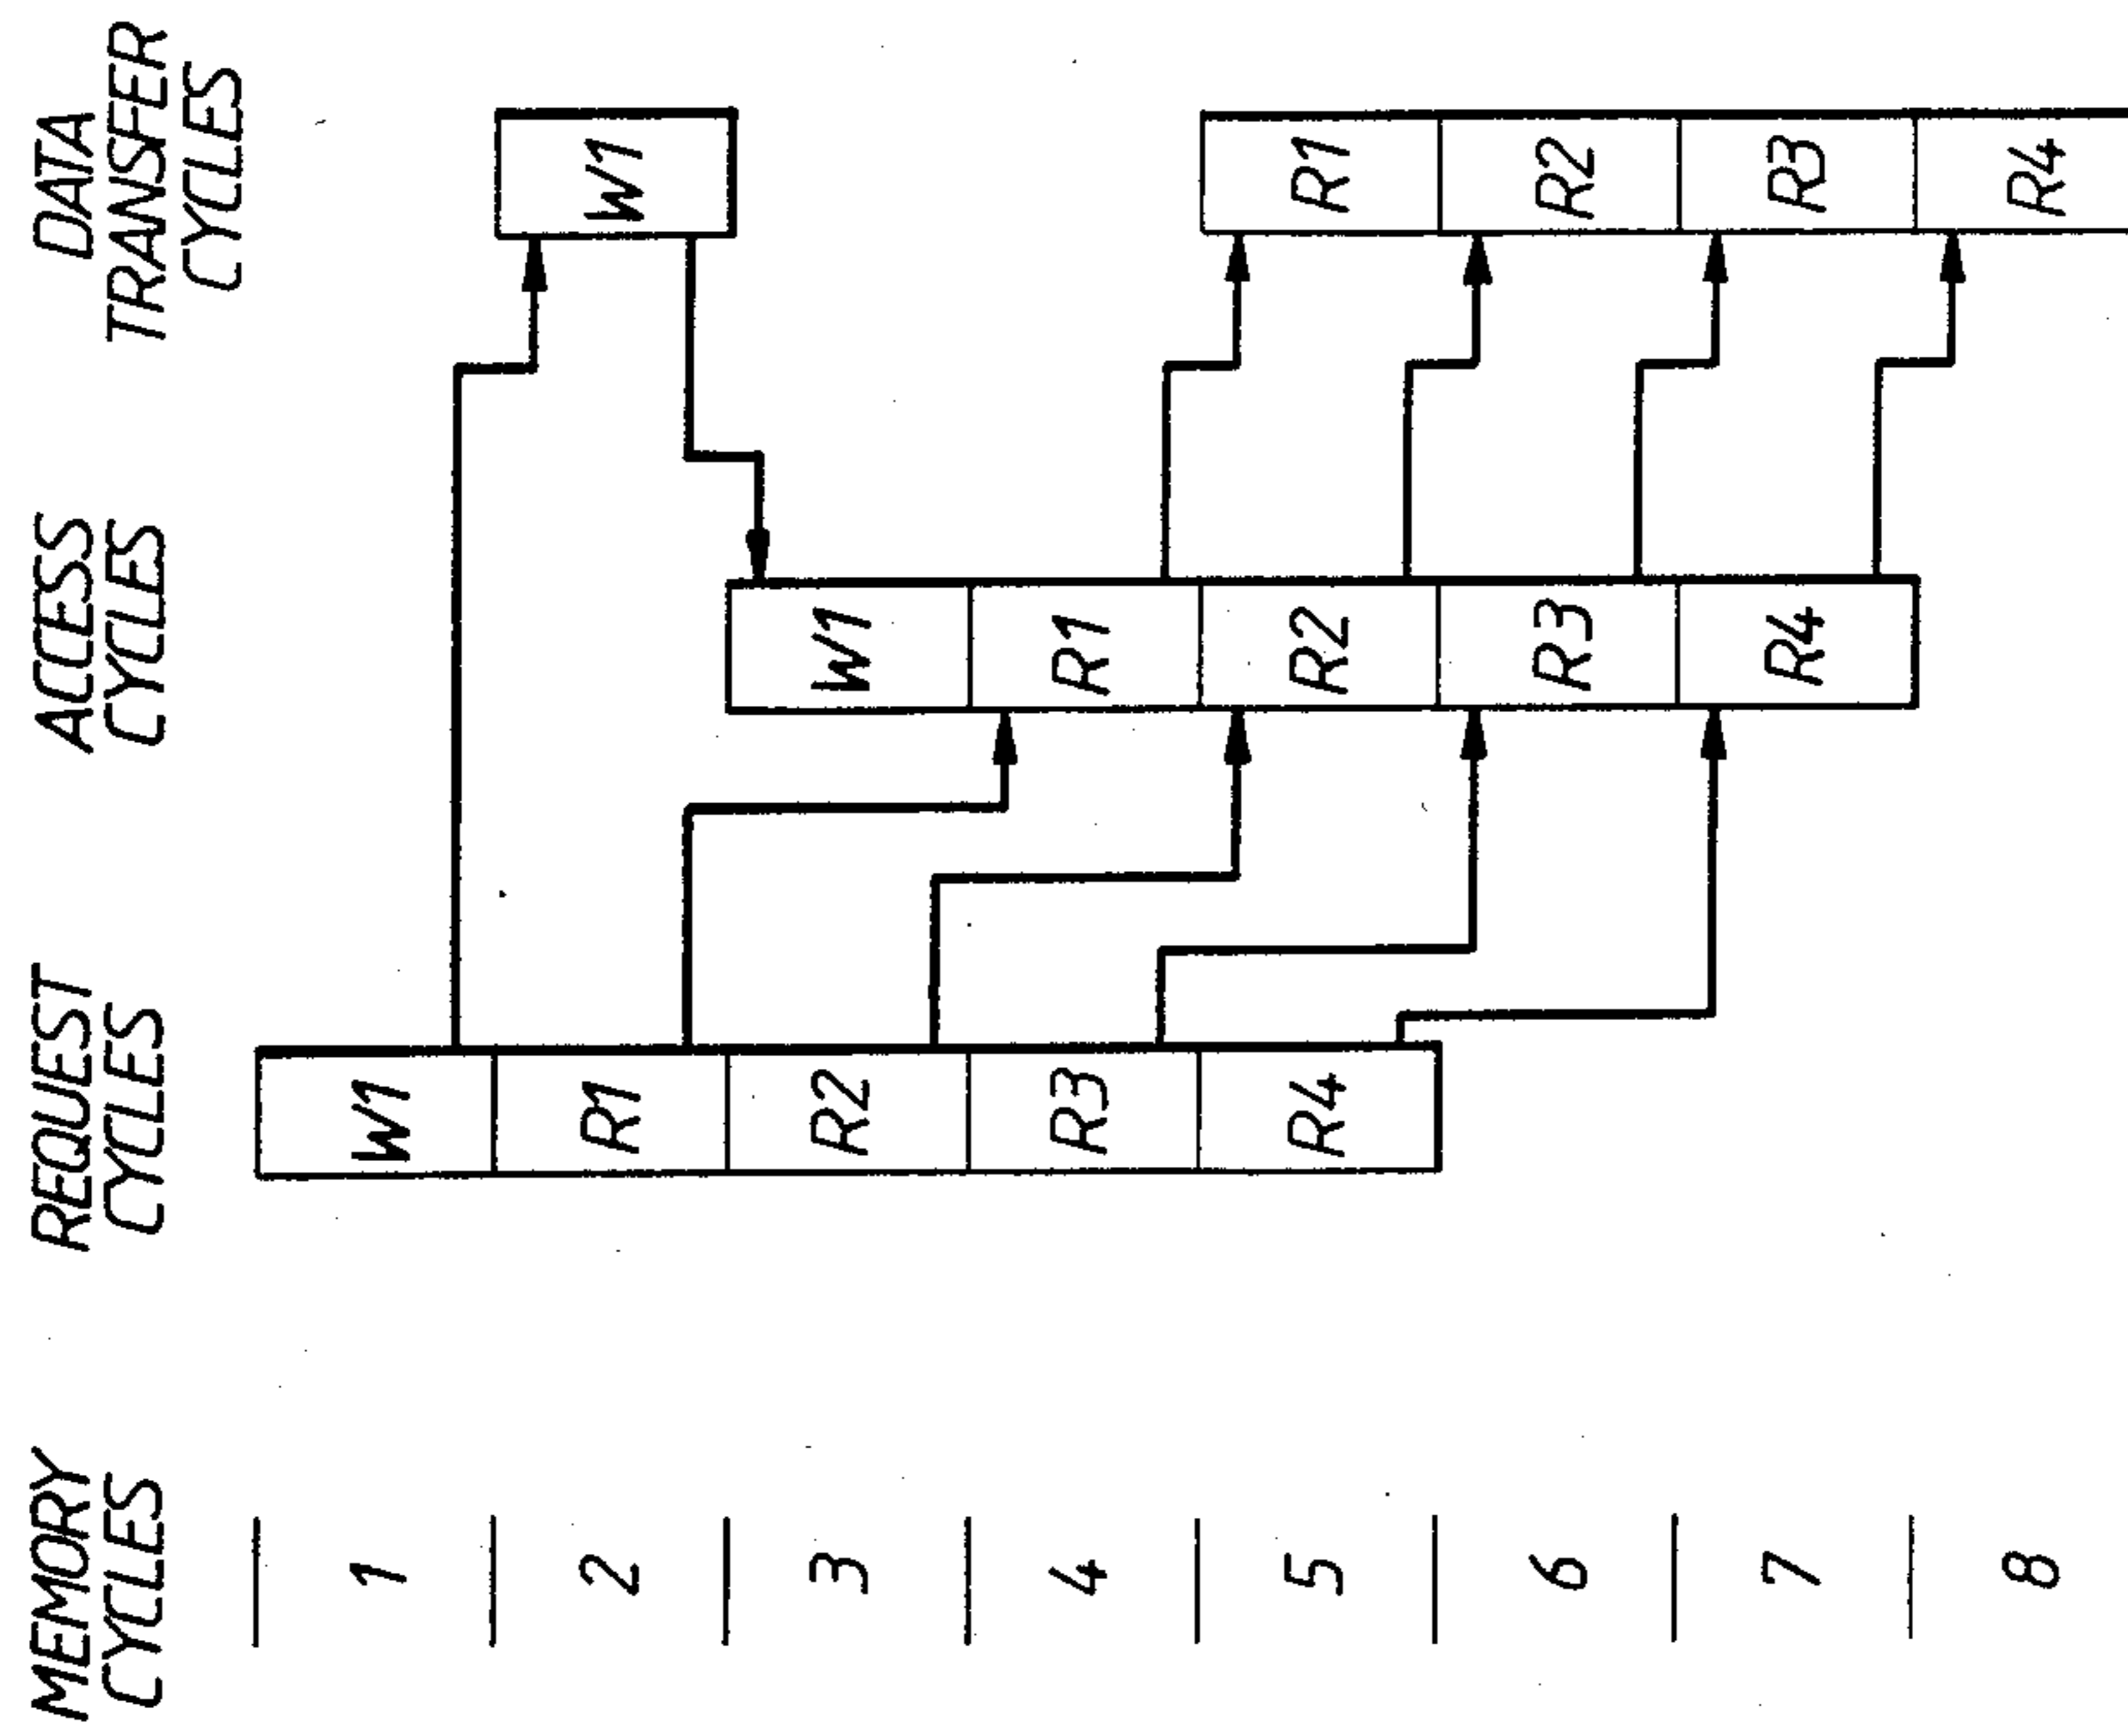 MEMORY
CYCLES
REQUEST
CYCLES
ACCESS
CYCLES
DATA
TRANSFER
CYCLES
1
W1
2
R1
W1
3
R2
W1
4
R3
R1
5
R4
R2
R1
6
R3
R2
7
R4
R3
8
R4